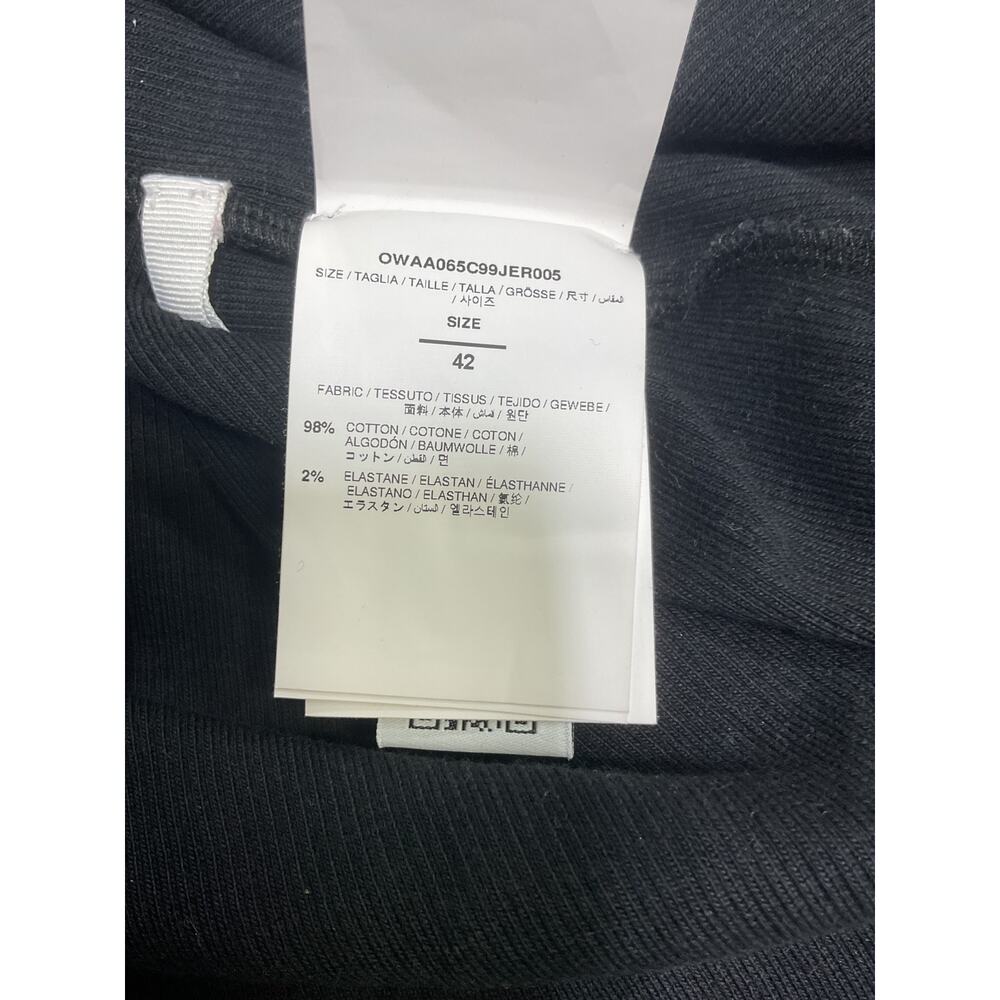 OWAA065C99JER005
SIZE / TAGLIA / TAILLE / TALLA / GRÖSSE / 尺寸 / المقاس
/ 사이즈
SIZE
42
FABRIC / TESSUTO / TISSUS / TEJIDO / GEWEBE /
面料 / 本体 / قماش / 원단
98% COTTON / COTONE / COTON /
ALGODÓN / BAUMWOLLE / 棉 /
コットン / القطن / 면
2% ELASTANE / ELASTAN / ÉLASTHANNE /
ELASTANO / ELASTHAN / 氨纶 /
エラスタン / الستان / 엘라스테인